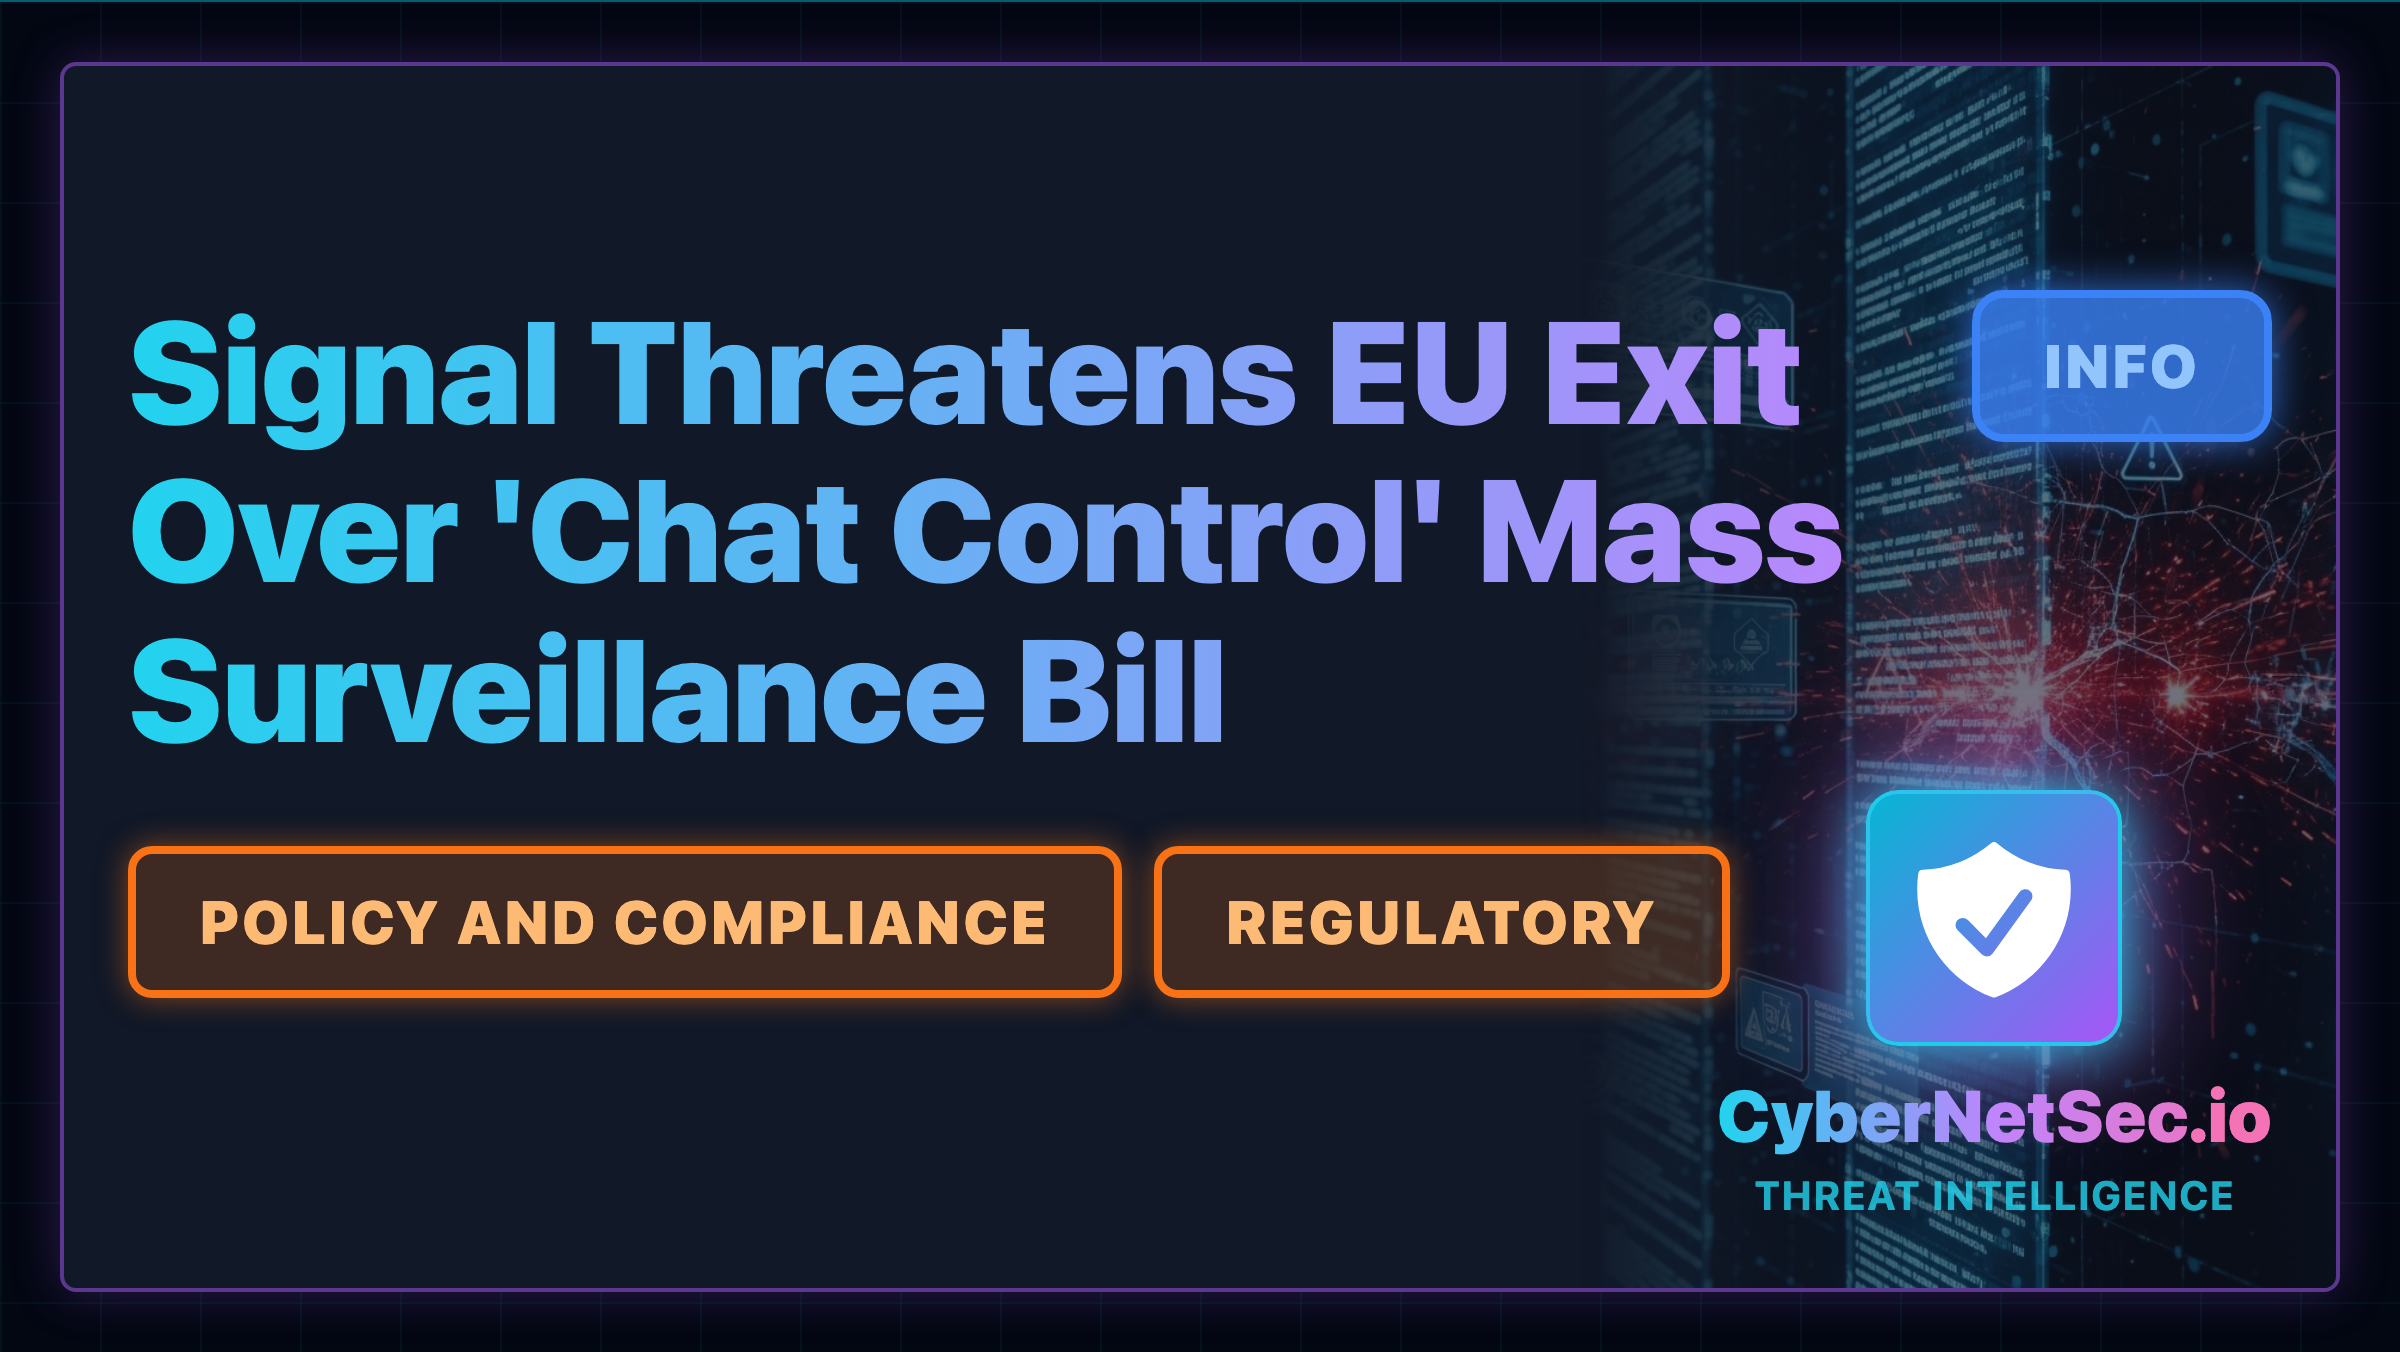 Signal Threatens EU Exit
Over 'Chat Control' Mass
Surveillance Bill
INFO
POLICY AND COMPLIANCE
REGULATORY
CyberNetSec.io
THREAT INTELLIGENCE